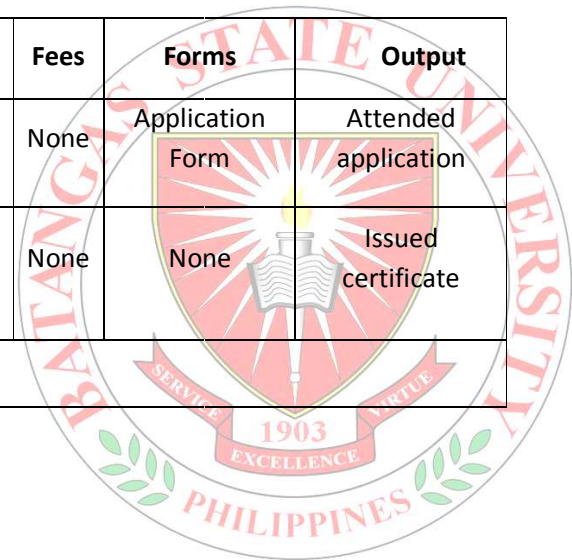 Fees Forms Output
None Application Form Attended application
None None Issued certificate
BATANGAS STATE UNIVERSITY
SERVICE EXCELLENCE VIRTUE
1903
PHILIPPINES